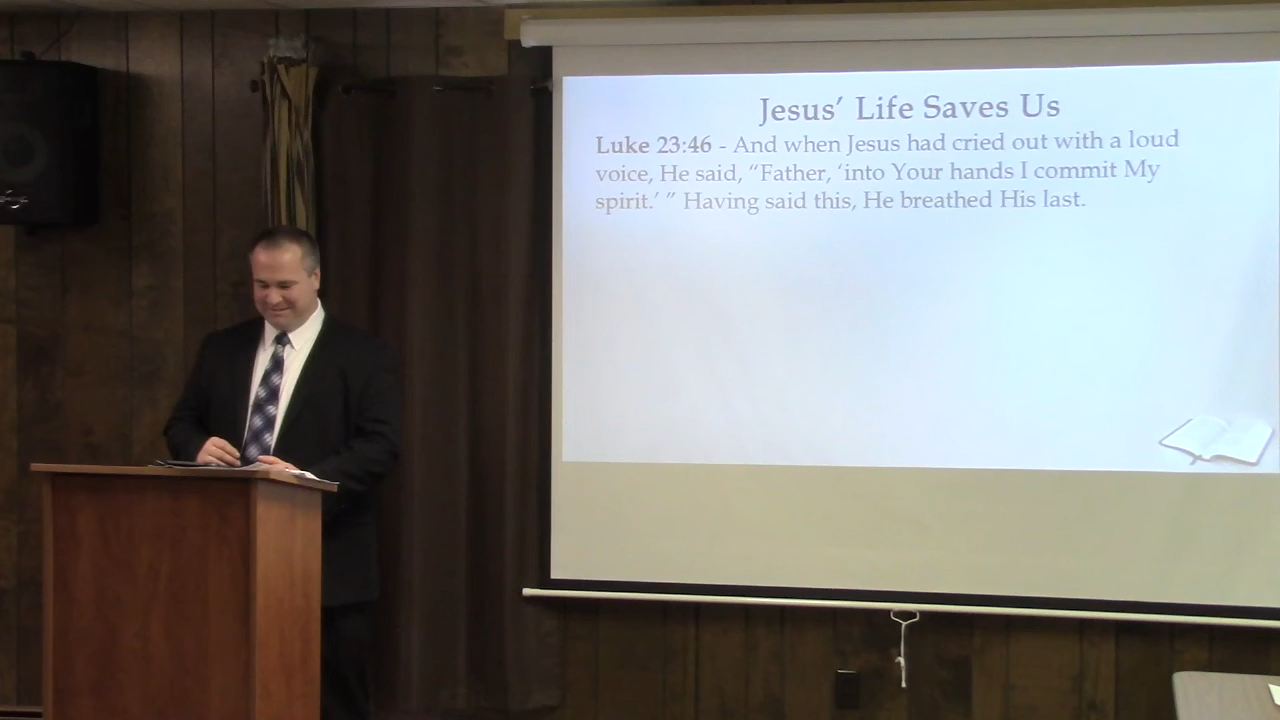 Jesus’ Life Saves Us
Luke 23:46 - And when Jesus had cried out with a loud
voice, He said, “Father, ‘into Your hands I commit My
spirit.’ ” Having said this, He breathed His last.